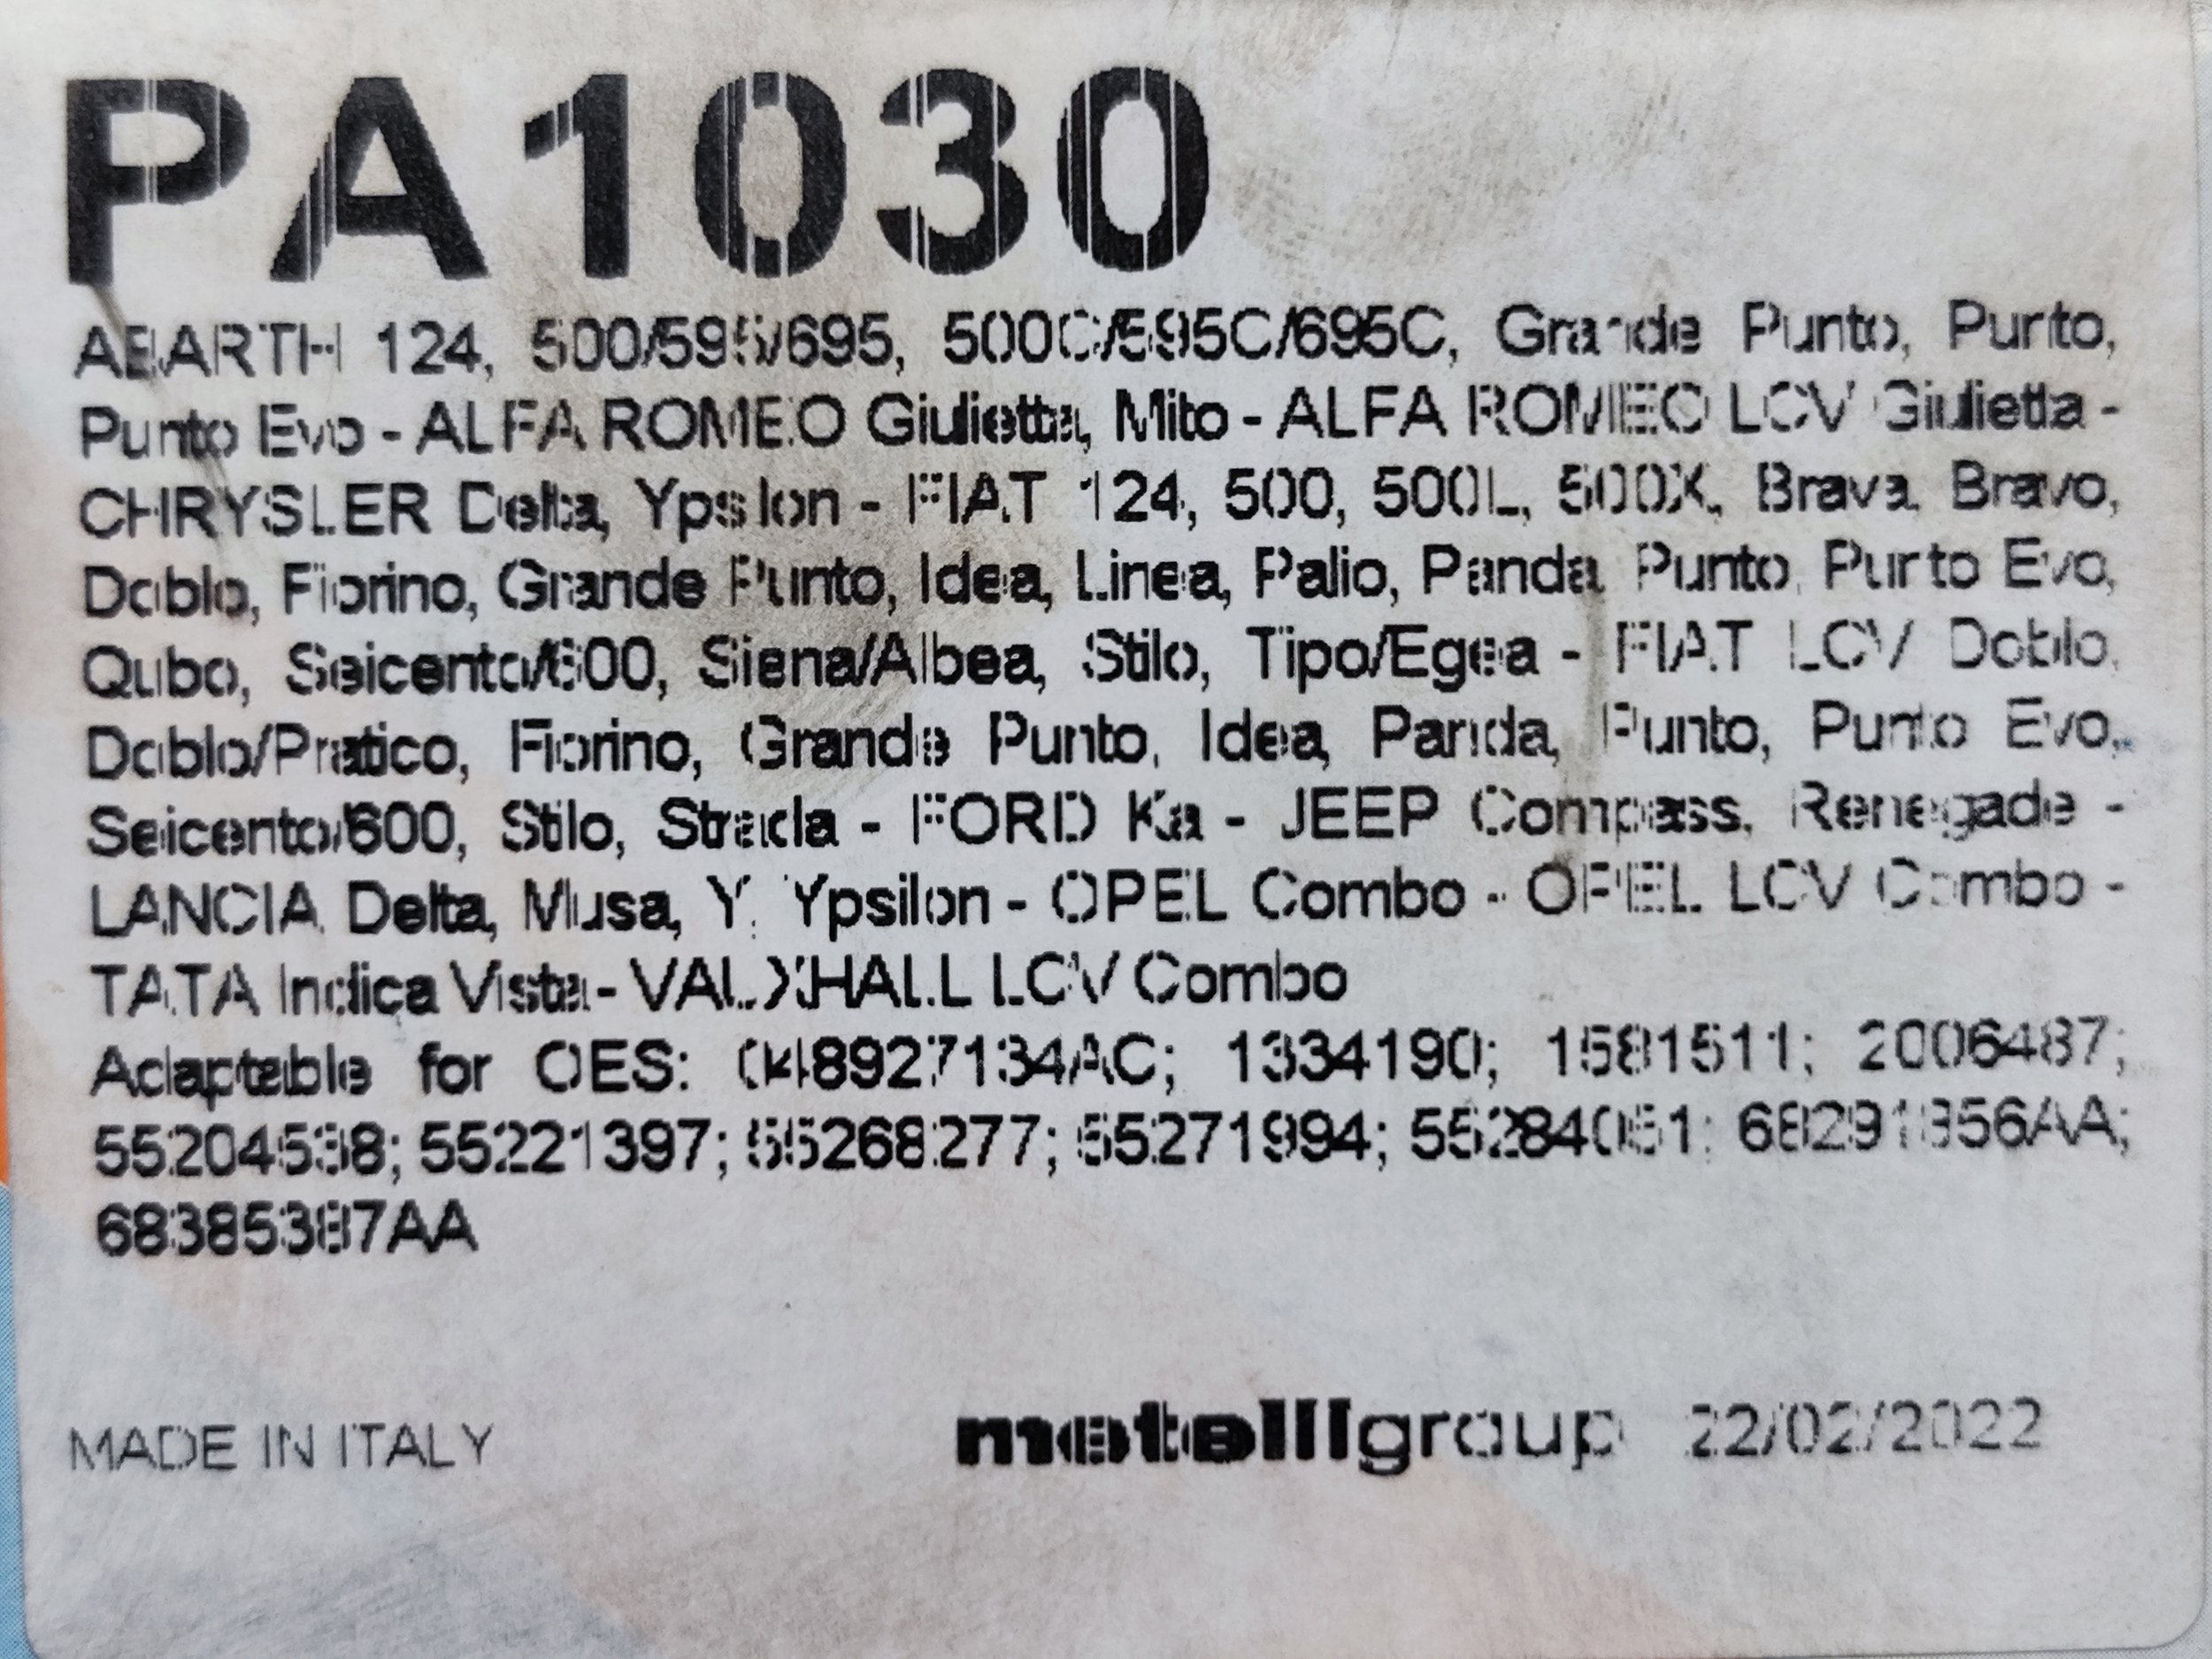 PA1030
ABARTH 124, 500/595/695, 500C/595C/695C, Grande Punto, Punto,
Punto Evo - ALFA ROMEO Giulietta, Mito - ALFA ROMEO LCV Giulietta -
CHRYSLER Delta, Ypsilon - FIAT 124, 500, 500L, 500X, Brava, Bravo,
Doblo, Fiorino, Grande Punto, Idea, Linea, Palio, Panda, Punto, Punto Evo,
Qubo, Seicento/600, Siena/Albea, Stilo, Tipo/Egea - FIAT LCV Doblo,
Doblo/Pratico, Fiorino, Grande Punto, Idea, Panda, Punto, Punto Evo,
Seicento/600, Stilo, Strada - FORD Ka - JEEP Compass, Renegade -
LANCIA Delta, Musa, Y, Ypsilon - OPEL Combo - OPEL LCV Combo -
TATA Indica Vista - VAUXHALL LCV Combo
Adaptable for OES: 1334190; 1581511; 2006487;
55204538; 55221397; 55268277; 55271994; 68291356AA;
68385387AA
MADE IN ITALY metelligroup 22/02/2022